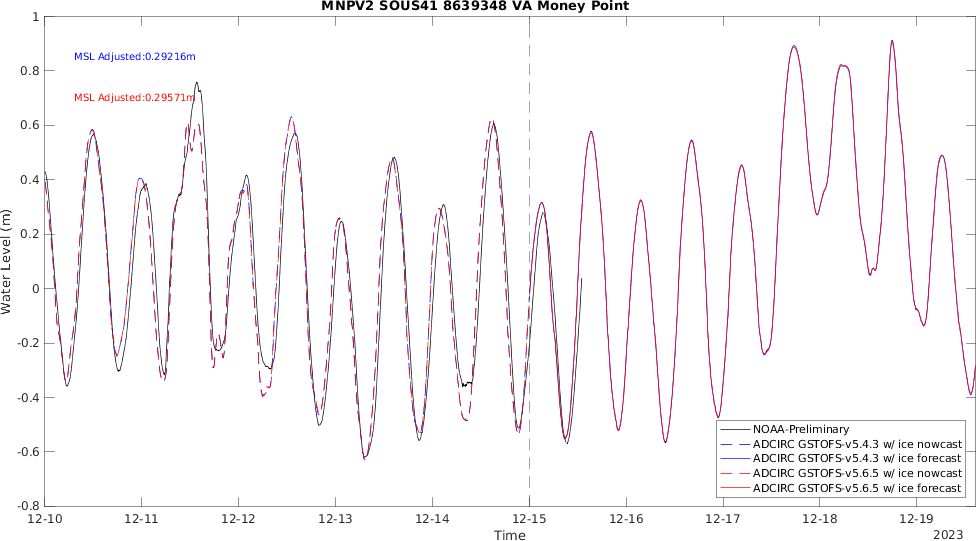 MNPV2 SOUS41 8639348 VA Money Point
MSL Adjusted:0.29216m
MSL Adjusted:0.29571m
Water Level (m)
1
0.8
0.6
0.4
0.2
0
-0.2
-0.4
-0.6
-0.8
NOAA-Preliminary
ADCIRC GSTOFS-v5.4.3 w/ ice nowcast
ADCIRC GSTOFS-v5.4.3 w/ ice forecast
ADCIRC GSTOFS-v5.6.5 w/ ice nowcast
ADCIRC GSTOFS-v5.6.5 w/ ice forecast
12-10 12-11 12-12 12-13 12-14 12-15 12-16 12-17 12-18 12-19
Time
2023